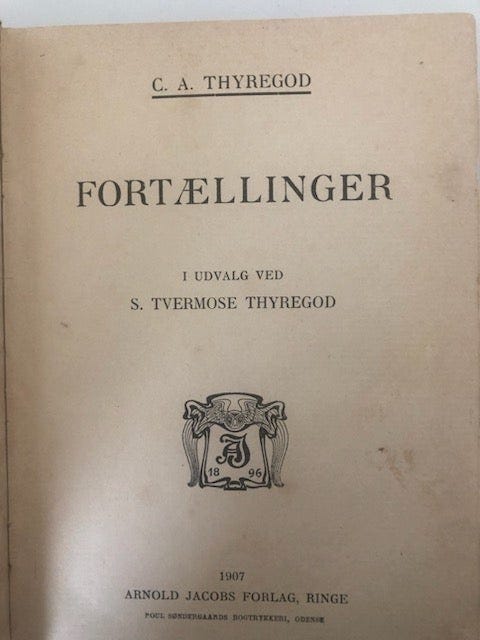 C. A. THYREGOD
FORTÆLLINGER
I UDVALG VED
S. TVERMOSE THYREGOD
AJ
18 96
1907
ARNOLD JACOBS FORLAG, RINGE
POUL SØNDERGAARDS BOGTRYKKERI, ODENSE